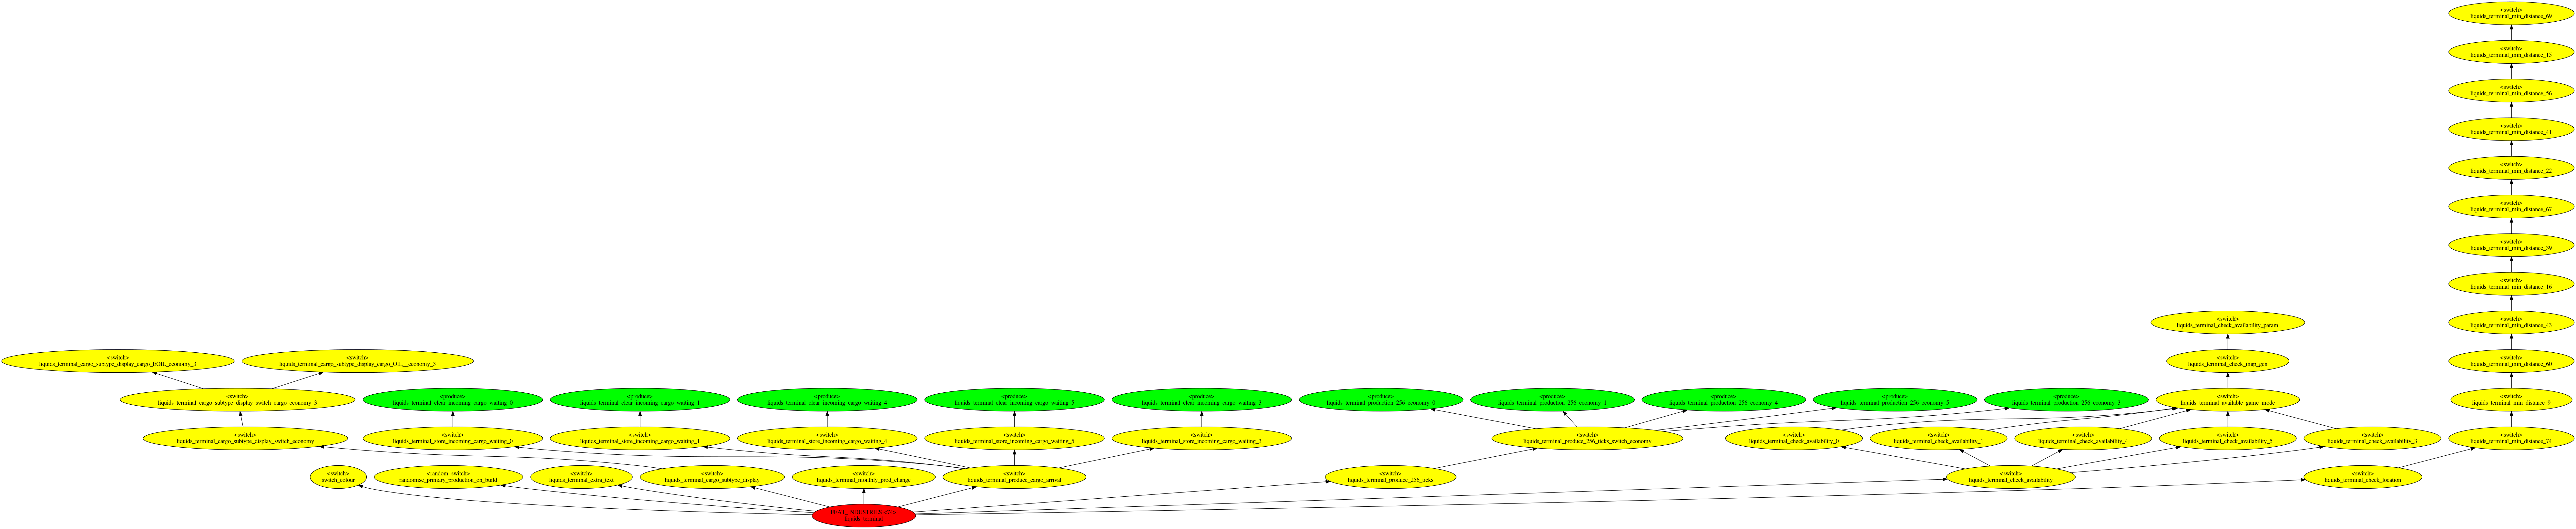 <switch>
liquids_terminal_min_distance_69
<switch>
liquids_terminal_min_distance_15
<switch>
liquids_terminal_min_distance_56
<switch>
liquids_terminal_min_distance_41
<switch>
liquids_terminal_min_distance_22
<switch>
liquids_terminal_min_distance_67
<switch>
liquids_terminal_min_distance_39
<switch>
liquids_terminal_min_distance_16
<switch>
liquids_terminal_check_availability_param
<switch>
liquids_terminal_min_distance_43
<switch>
liquids_terminal_cargo_subtype_display_cargo_EOIL_economy_3
<switch>
liquids_terminal_cargo_subtype_display_cargo_OIL__economy_3
<switch>
liquids_terminal_check_map_gen
<switch>
liquids_terminal_min_distance_60
<switch>
liquids_terminal_cargo_subtype_display_switch_cargo_economy_3
<produce>
liquids_terminal_clear_incoming_cargo_waiting_0
<produce>
liquids_terminal_clear_incoming_cargo_waiting_1
<produce>
liquids_terminal_clear_incoming_cargo_waiting_4
<produce>
liquids_terminal_clear_incoming_cargo_waiting_5
<produce>
liquids_terminal_clear_incoming_cargo_waiting_3
<produce>
liquids_terminal_production_256_economy_0
<produce>
liquids_terminal_production_256_economy_1
<produce>
liquids_terminal_production_256_economy_4
<produce>
liquids_terminal_production_256_economy_5
<produce>
liquids_terminal_production_256_economy_3
<switch>
liquids_terminal_available_game_mode
<switch>
liquids_terminal_min_distance_9
<switch>
liquids_terminal_cargo_subtype_display_switch_economy
<switch>
liquids_terminal_store_incoming_cargo_waiting_0
<switch>
liquids_terminal_store_incoming_cargo_waiting_1
<switch>
liquids_terminal_store_incoming_cargo_waiting_4
<switch>
liquids_terminal_store_incoming_cargo_waiting_5
<switch>
liquids_terminal_store_incoming_cargo_waiting_3
<switch>
liquids_terminal_produce_256_ticks_switch_economy
<switch>
liquids_terminal_check_availability_0
<switch>
liquids_terminal_check_availability_1
<switch>
liquids_terminal_check_availability_4
<switch>
liquids_terminal_check_availability_5
<switch>
liquids_terminal_check_availability_3
<switch>
liquids_terminal_min_distance_74
<switch>
switch_colour
<random_switch>
randomise_primary_production_on_build
<switch>
liquids_terminal_extra_text
<switch>
liquids_terminal_cargo_subtype_display
<switch>
liquids_terminal_monthly_prod_change
<switch>
liquids_terminal_produce_cargo_arrival
<switch>
liquids_terminal_produce_256_ticks
<switch>
liquids_terminal_check_availability
<switch>
liquids_terminal_check_location
FEAT_INDUSTRIES
liquids_terminal